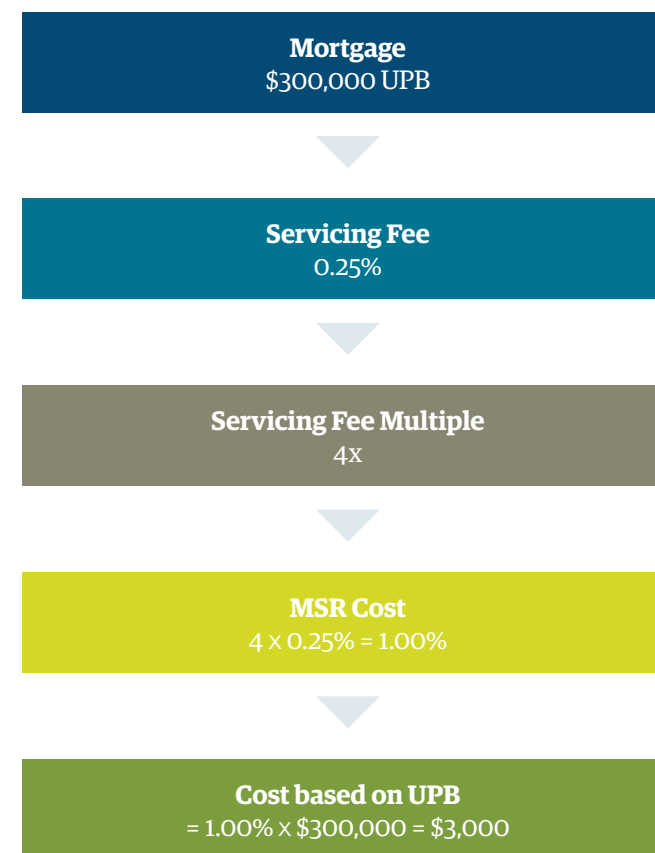 Mortgage
$300,000 UPB
Servicing Fee
0.25%
Servicing Fee Multiple
4x
MSR Cost
4 x 0.25% = 1.00%
Cost based on UPB
= 1.00% x $300,000 = $3,000